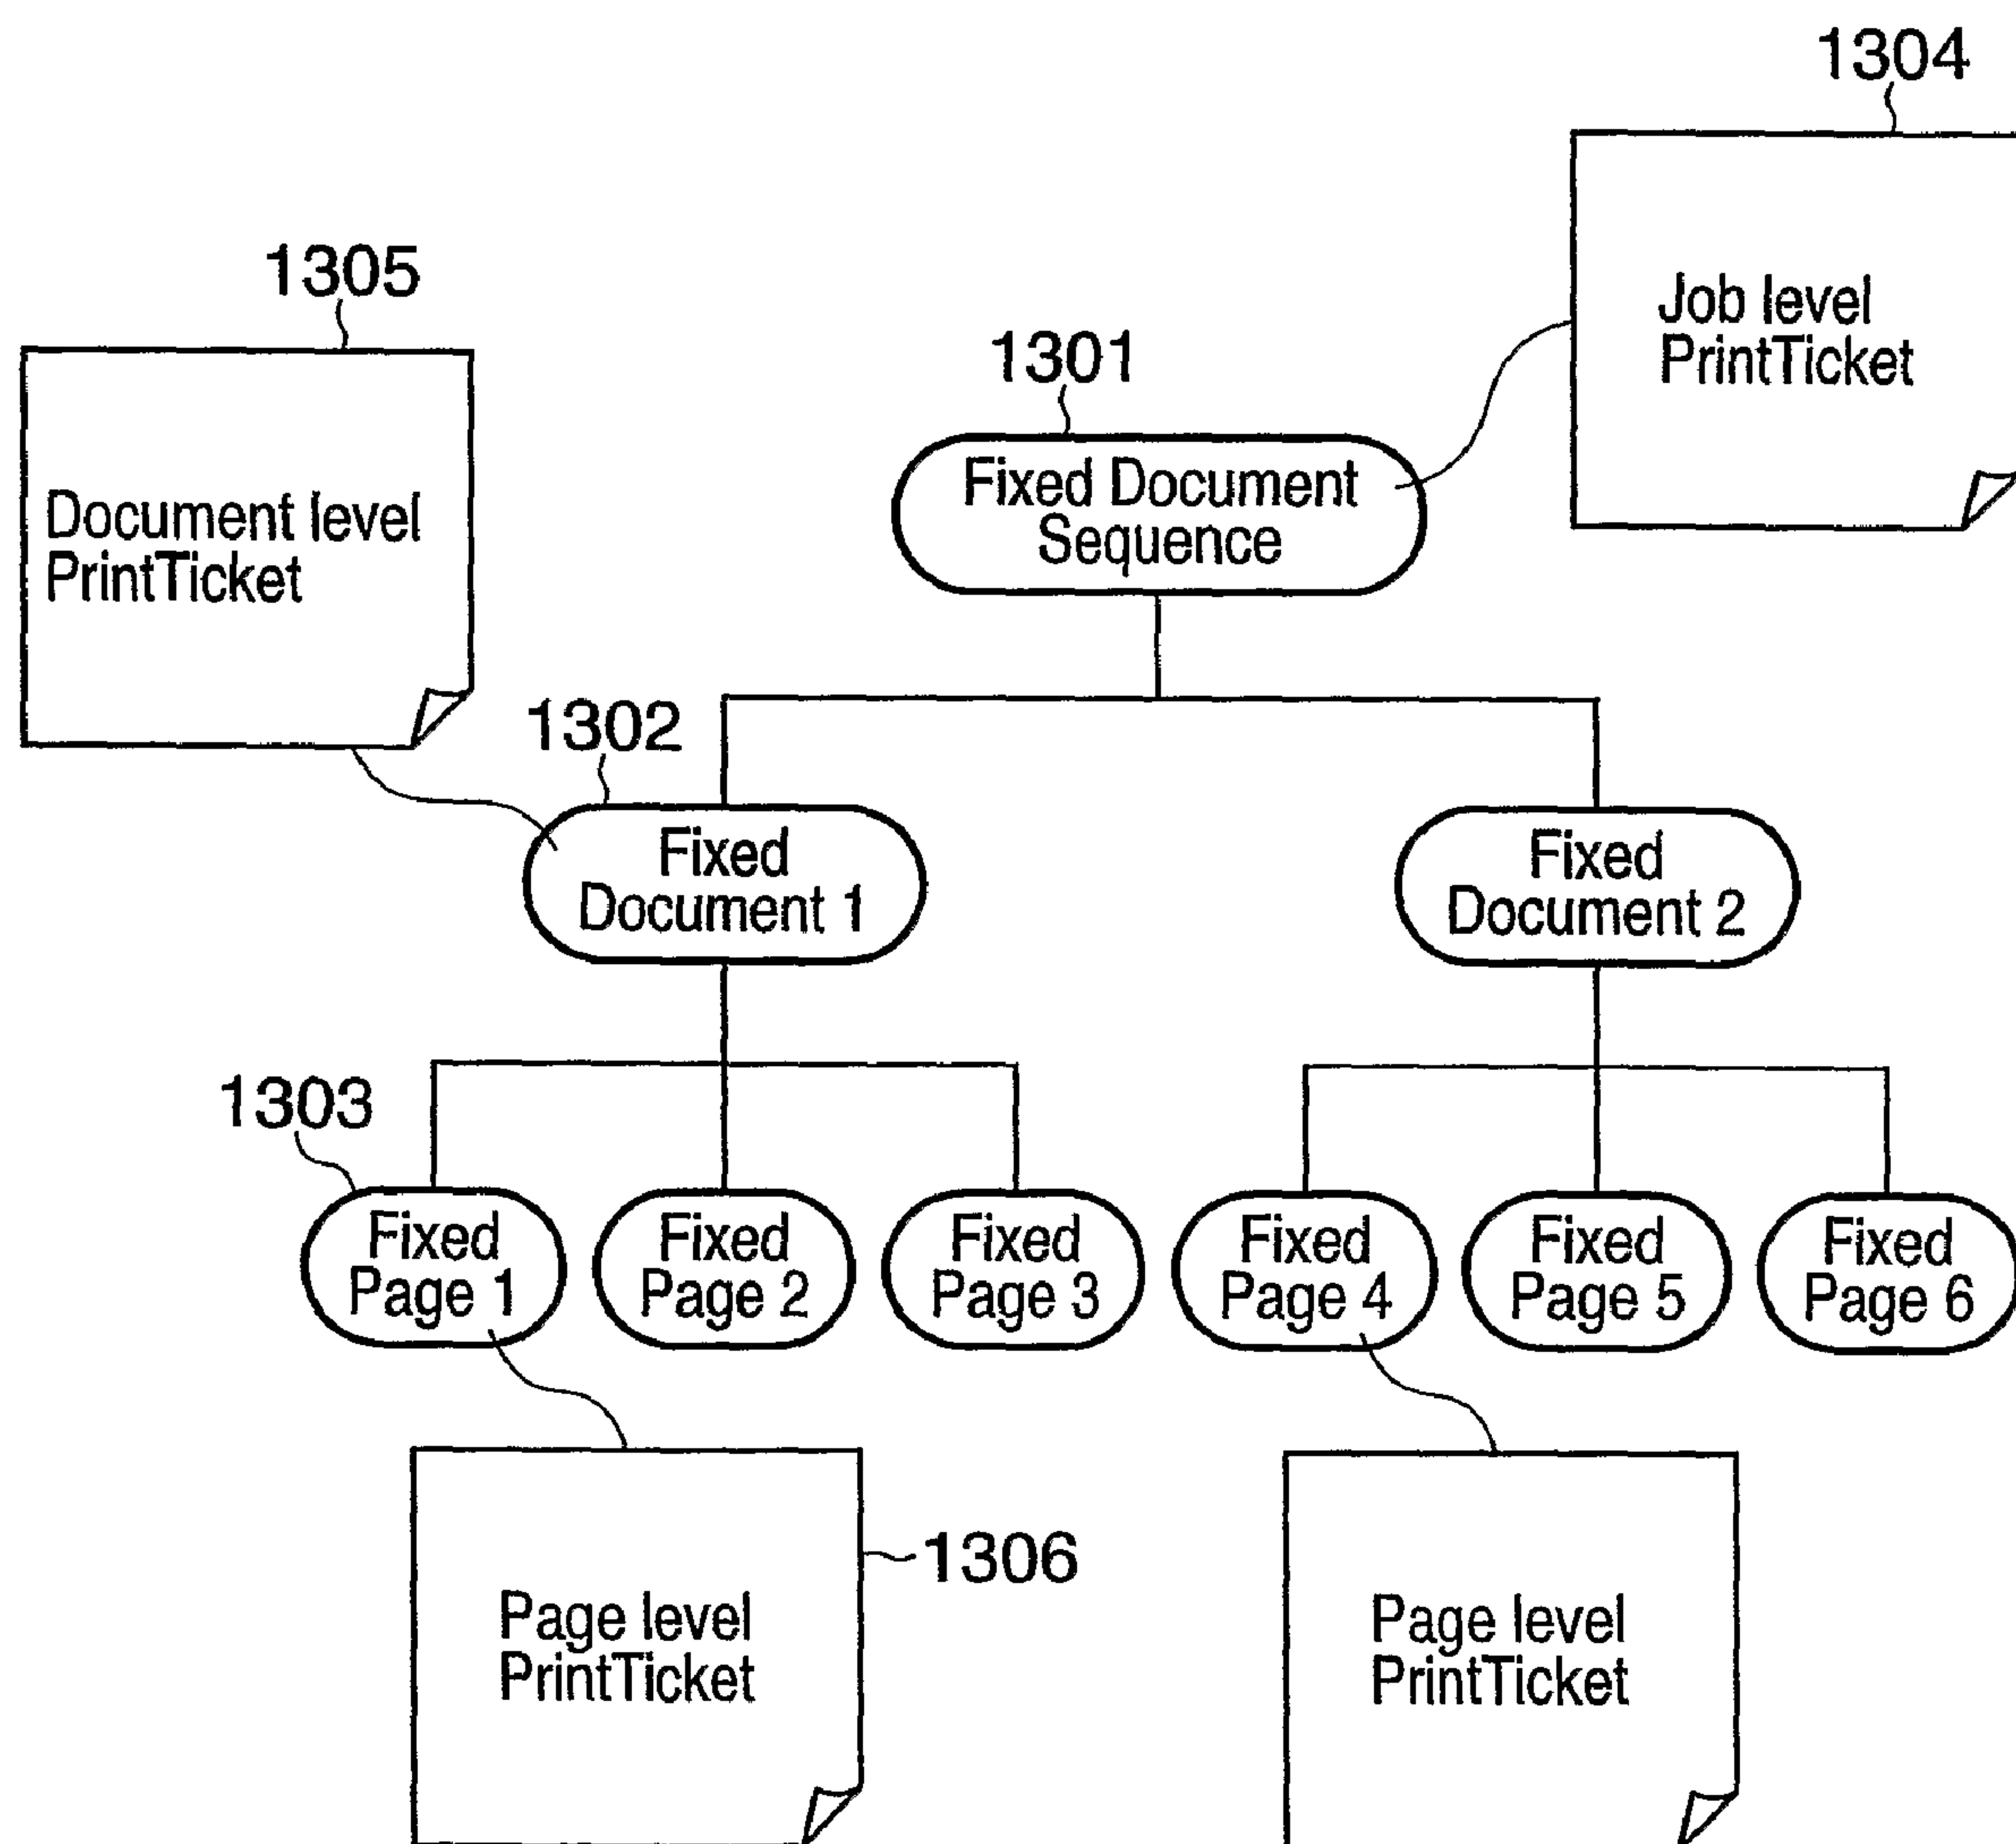 1304
Job level
PrintTicket
1305
Document level
PrintTicket
1301
Fixed Document
Sequence
1302
Fixed
Document 1
Fixed
Document 2
1303
Fixed
Page 1
Fixed
Page 2
Fixed
Page 3
Fixed
Page 4
Fixed
Page 5
Fixed
Page 6
1306
Page level
PrintTicket
Page level
PrintTicket